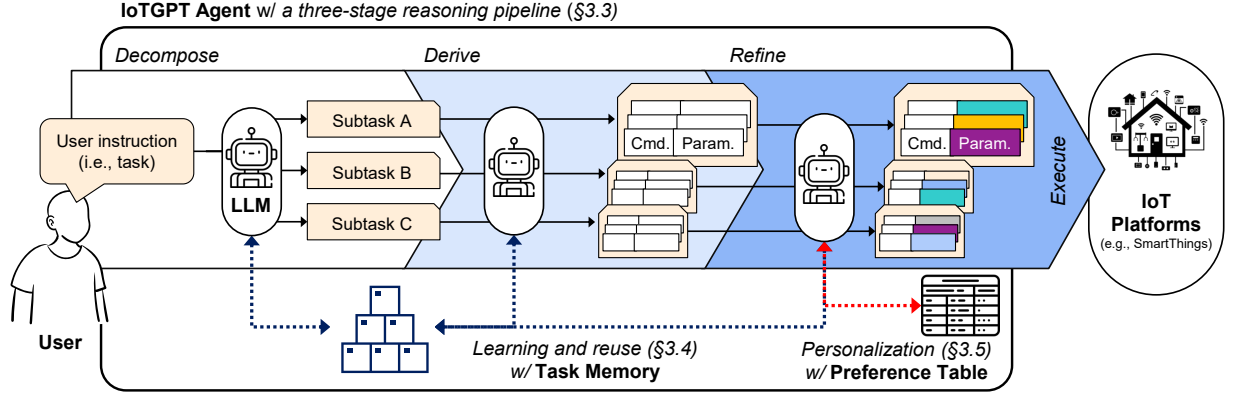 IoTGPT Agent w/ a three-stage reasoning pipeline (§3.3)
Decompose
Derive
Refine
User instruction
(i.e., task)
LLM
Subtask A
Subtask B
Subtask C
Cmd.
Param.
Cmd.
Param.
Execute
IoT
Platforms
(e.g., SmartThings)
User
Learning and reuse (§3.4)
w/ Task Memory
Personalization (§3.5)
w/ Preference Table